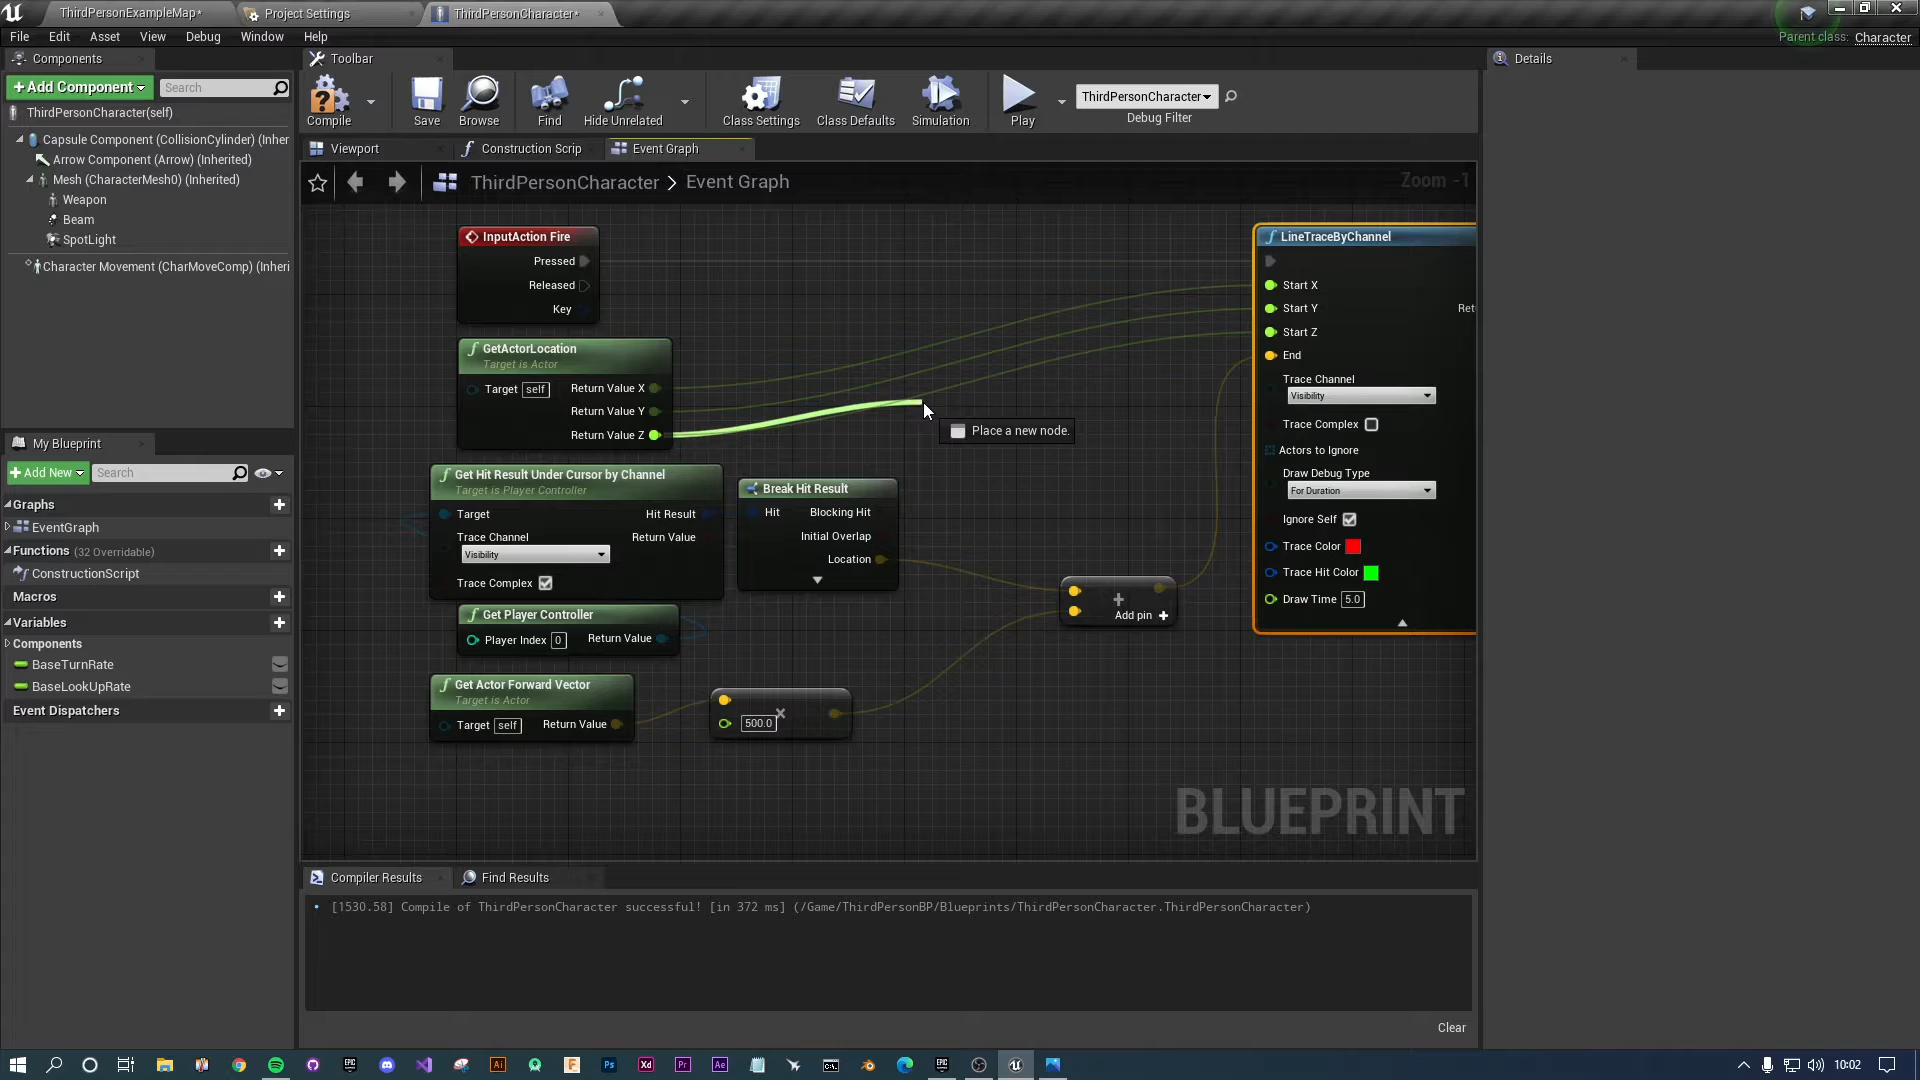 ThirdPersonExampleMap*
Project Settings
ThirdPersonCharacter*
File Edit Asset View Debug Window Help
Parent class: Character
Components
Toolbar
Details
+ Add Component
Search
ThirdPersonCharacter(self)
Capsule Component (CollisionCylinder) (Inher
Arrow Component (Arrow) (Inherited)
Mesh (CharacterMesh0) (Inherited)
Weapon
Beam
SpotLight
Character Movement (CharMoveComp) (Inheri
Compile
Save
Browse
Find
Hide Unrelated
Class Settings
Class Defaults
Simulation
Play
ThirdPersonCharacter
Debug Filter
Viewport
Construction Scrip
Event Graph
ThirdPersonCharacter > Event Graph
Zoom -1
InputAction Fire
Pressed
Released
Key
GetActorLocation
Target is Actor
Target self
Return Value X
Return Value Y
Return Value Z
Place a new node.
Get Hit Result Under Cursor by Channel
Target is Player Controller
Target
Hit Result
Trace Channel
Visibility
Return Value
Trace Complex
Break Hit Result
Hit
Blocking Hit
Initial Overlap
Location
Get Player Controller
Player Index 0
Return Value
Get Actor Forward Vector
Target is Actor
Target self
Return Value
500.0
×
+
Add pin +
LineTraceByChannel
Start X
Start Y
Ret
Start Z
End
Trace Channel
Visibility
Trace Complex
Actors to Ignore
Draw Debug Type
For Duration
Ignore Self
Trace Color
Trace Hit Color
Draw Time 5.0
BLUEPRINT
My Blueprint
+ Add New
Search
Graphs
EventGraph
Functions (32 Overridable)
ConstructionScript
Macros
Variables
Components
BaseTurnRate
BaseLookUpRate
Event Dispatchers
Compiler Results
Find Results
[1530.58] Compile of ThirdPersonCharacter successful! [in 372 ms] (/Game/ThirdPersonBP/Blueprints/ThirdPersonCharacter.ThirdPersonCharacter)
Clear
Ai
F
Ps
Xd
Pr
Ae
10:02